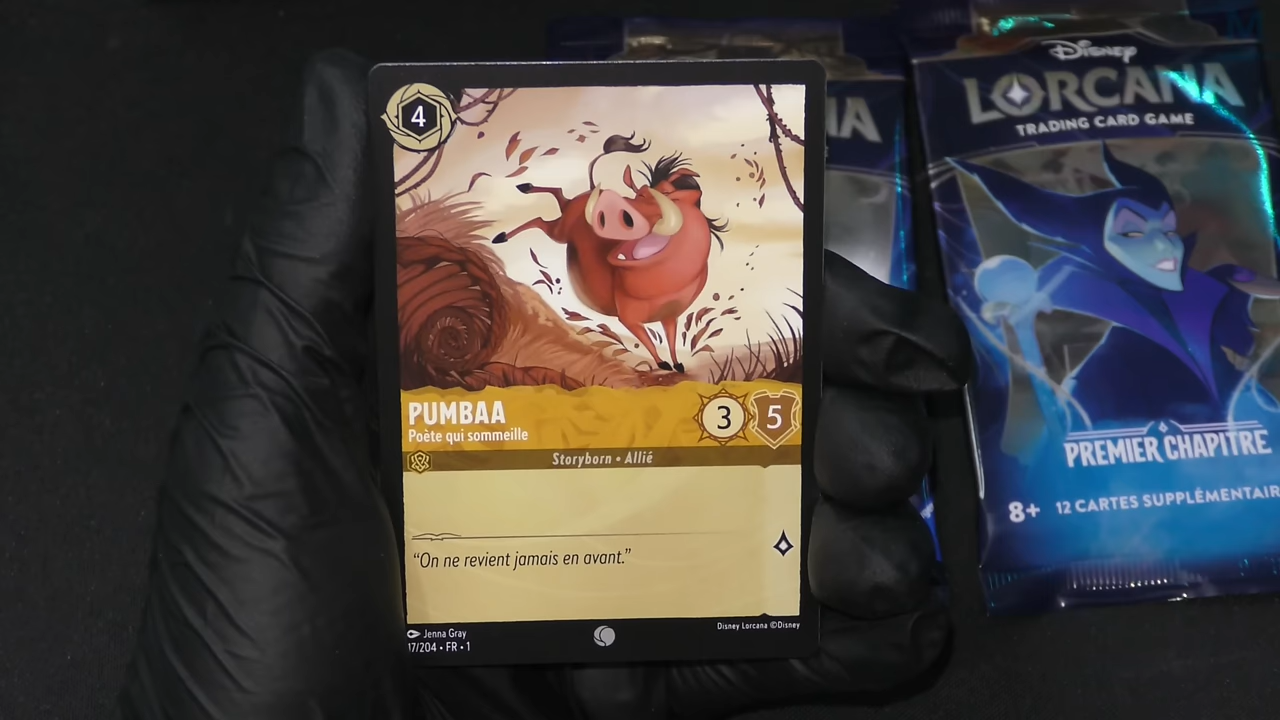 4
PUMBAA
Poète qui sommeille
3
5
Storyborn • Allié
“On ne revient jamais en avant.”
Jenna Gray
17/204 • FR • 1
Disney Lorcana ©Disney
Disney
LORCANA
TRADING CARD GAME
PREMIER CHAPITRE
8+ 12 CARTES SUPPLÉMENTAIR